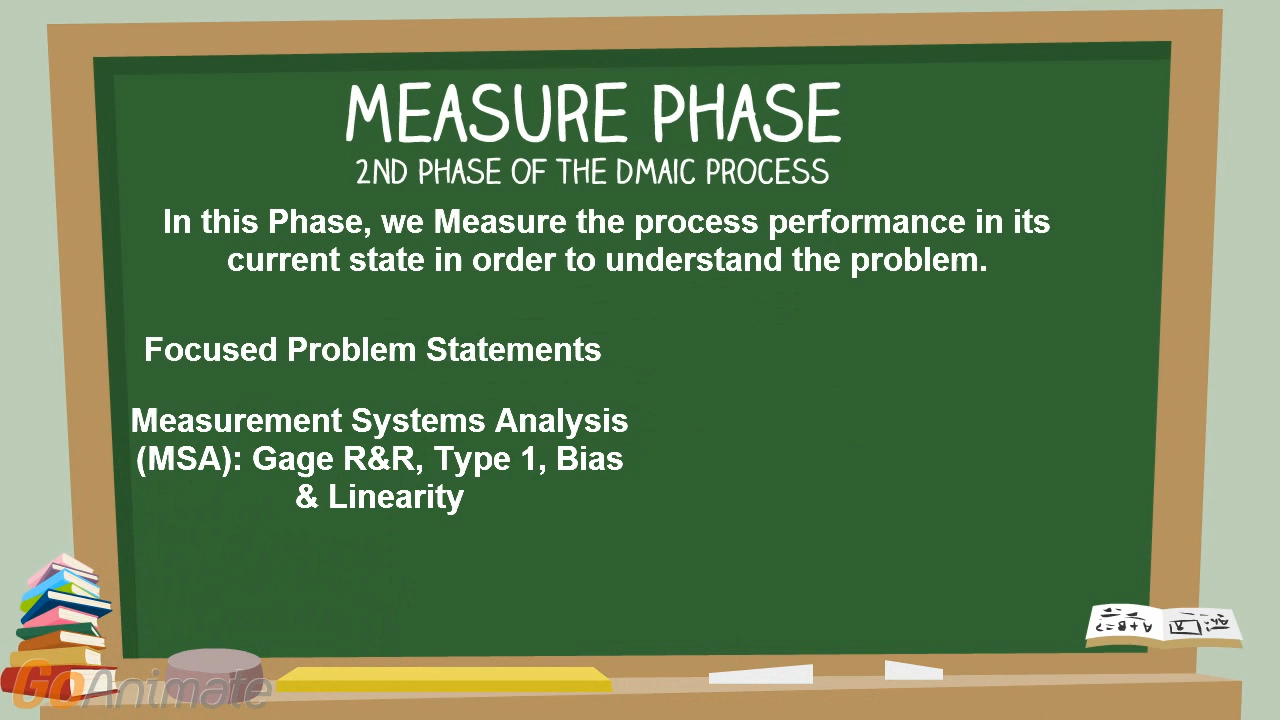 MEASURE PHASE
2ND PHASE OF THE DMAIC PROCESS
In this Phase, we Measure the process performance in its
current state in order to understand the problem.
Focused Problem Statements
Measurement Systems Analysis
(MSA): Gage R&R, Type 1, Bias
& Linearity
A+B=?
GoAnimate